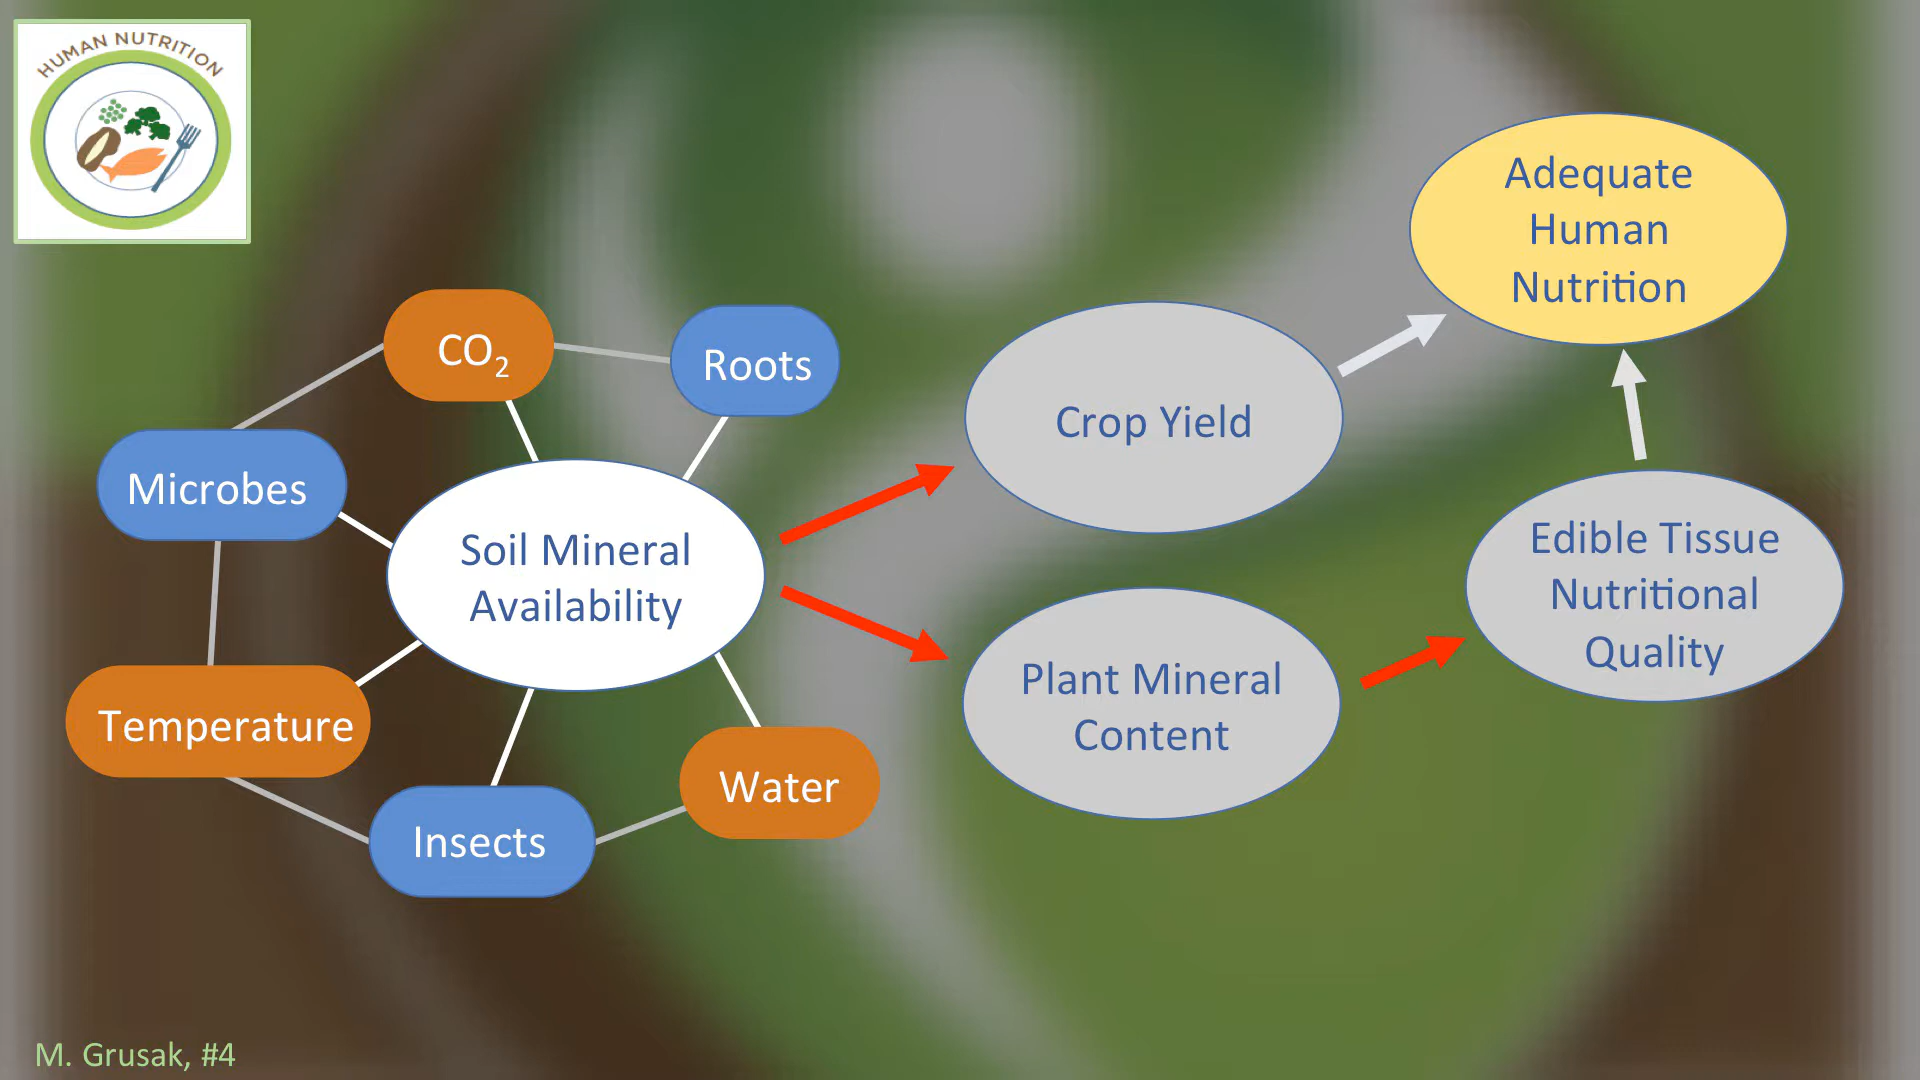 HUMAN NUTRITION
Adequate
Human
Nutrition
CO₂
Roots
Crop Yield
Microbes
Soil Mineral
Availability
Edible Tissue
Nutritional
Quality
Plant Mineral
Content
Temperature
Water
Insects
M. Grusak, #4